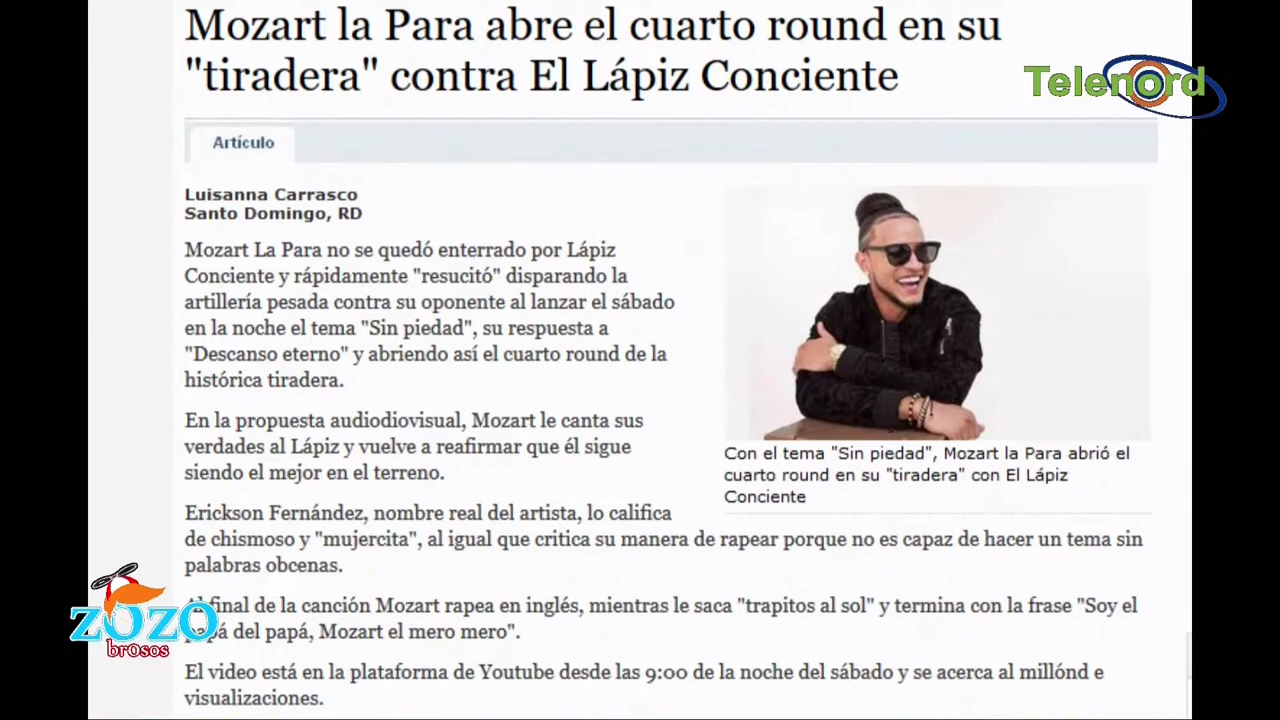 Mozart la Para abre el cuarto round en su
"tiradera" contra El Lápiz Conciente
Telenord
Artículo
Luisanna Carrasco
Santo Domingo, RD
Mozart La Para no se quedó enterrado por Lápiz
Conciente y rápidamente "resucitó" disparando la
artillería pesada contra su oponente al lanzar el sábado
en la noche el tema "Sin piedad", su respuesta a
"Descanso eterno" y abriendo así el cuarto round de la
histórica tiradera.
En la propuesta audiodiovisual, Mozart le canta sus
verdades al Lápiz y vuelve a reafirmar que él sigue
siendo el mejor en el terreno.
Con el tema "Sin piedad", Mozart la Para abrió el
cuarto round en su "tiradera" con El Lápiz
Conciente
Erickson Fernández, nombre real del artista, lo califica
de chismoso y "mujercita", al igual que critica su manera de rapear porque no es capaz de hacer un tema sin
palabras obcenas.
Al final de la canción Mozart rapea en inglés, mientras le saca "trapitos al sol" y termina con la frase "Soy el
papá del papá, Mozart el mero mero".
El video está en la plataforma de Youtube desde las 9:00 de la noche del sábado y se acerca al millónd e
visualizaciones.
ZOZO
brosos